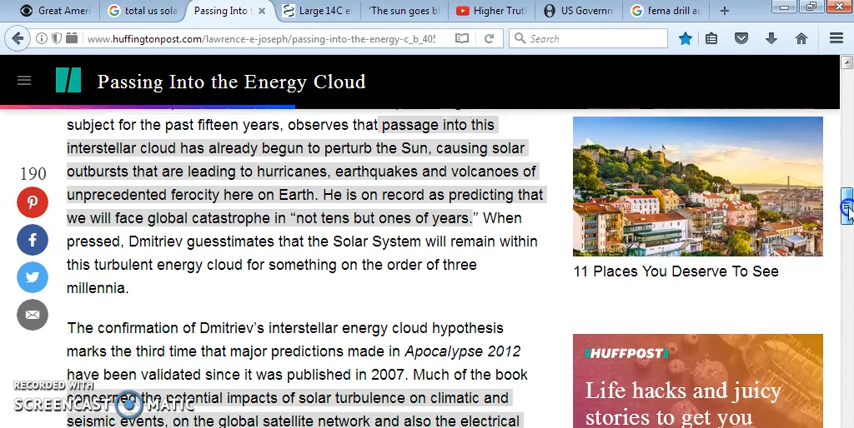 Great Ameri
total us sola
Passing Into t
Large 14C e
'The sun goes b
Higher Trut
US Governm
fema drill au
www.huffingtonpost.com/lawrence-e-joseph/passing-into-the-energy-c_b_405
Search
Passing Into the Energy Cloud
subject for the past fifteen years, observes that passage into this
interstellar cloud has already begun to perturb the Sun, causing solar
outbursts that are leading to hurricanes, earthquakes and volcanoes of
unprecedented ferocity here on Earth. He is on record as predicting that
we will face global catastrophe in “not tens but ones of years.” When
pressed, Dmitriev guesstimates that the Solar System will remain within
this turbulent energy cloud for something on the order of three
millennia.
The confirmation of Dmitriev’s interstellar energy cloud hypothesis
marks the third time that major predictions made in Apocalypse 2012
have been validated since it was published in 2007. Much of the book
concerned the potential impacts of solar turbulence on climatic and
seismic events, on the global satellite network and also the electrical
190
11 Places You Deserve To See
HUFFPOST
Life hacks and juicy
stories to get you
RECORDED WITH
SCREENCAST MATIC